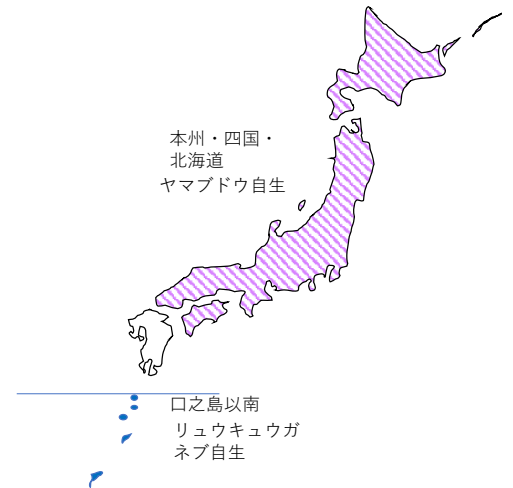 本州・四国・
北海道
ヤマブドウ自生
口之島以南
リュウキュウガ
ネブ自生